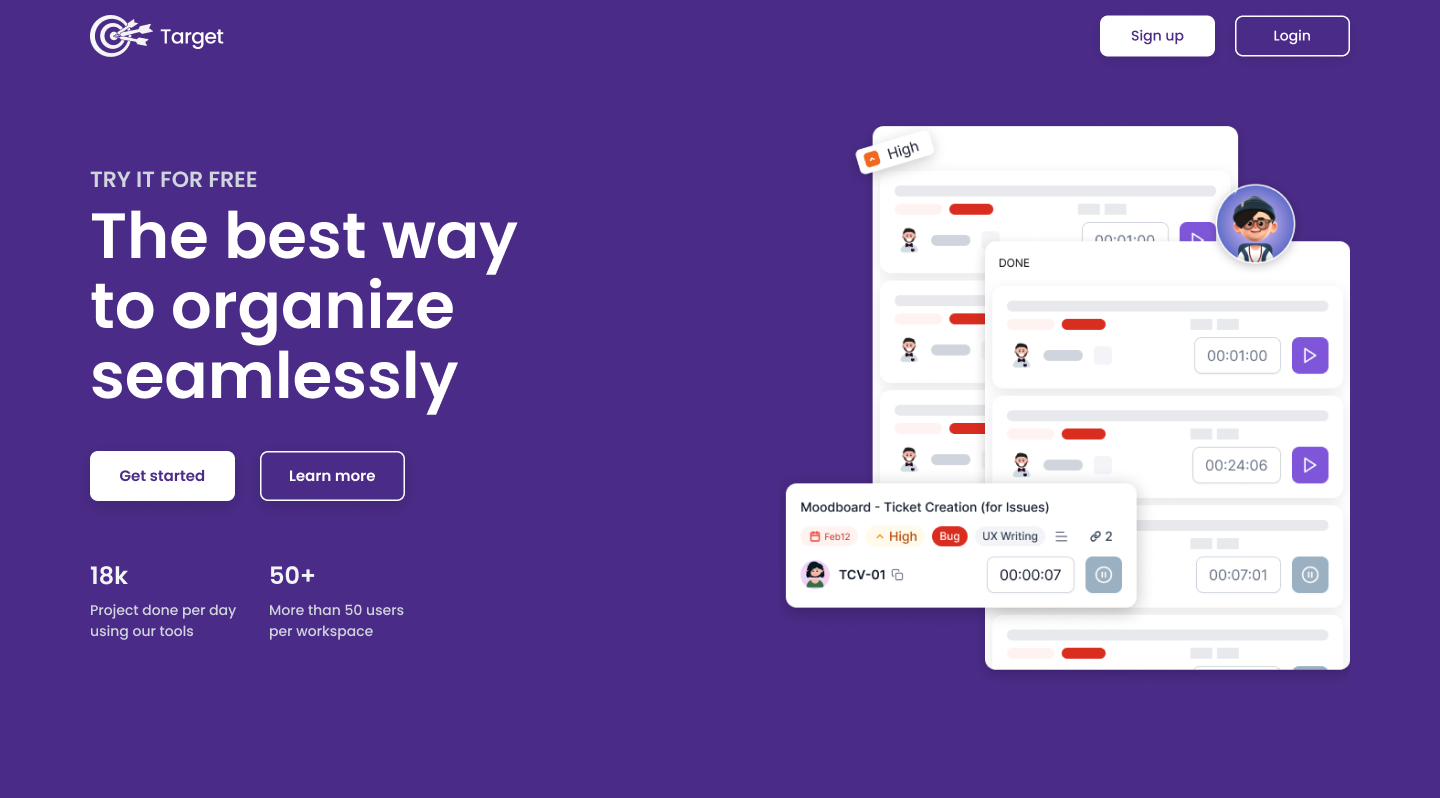 Target
Sign up
Login
TRY IT FOR FREE
The best way
to organize
seamlessly
Get started
Learn more
18k
Project done per day
using our tools
50+
More than 50 users
per workspace
High
00:01:00
DONE
00:01:00
00:24:06
Moodboard - Ticket Creation (for Issues)
Feb12 High Bug UX Writing 2
TCV-01 00:00:07
00:07:01